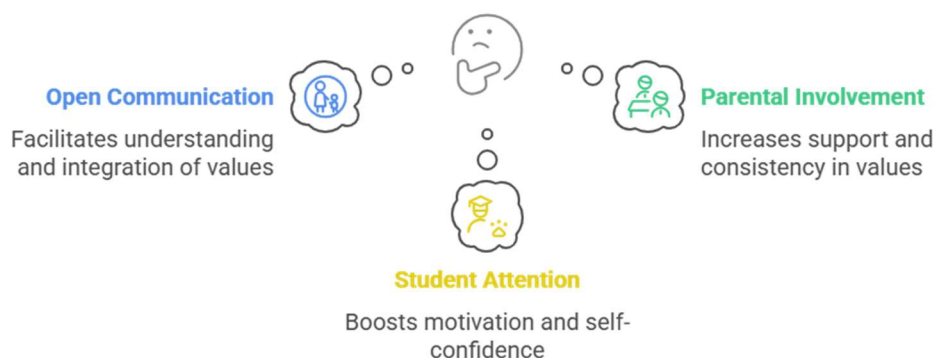 Open Communication
Facilitates understanding
and integration of values
Parental Involvement
Increases support and
consistency in values
Student Attention
Boosts motivation and self-
confidence